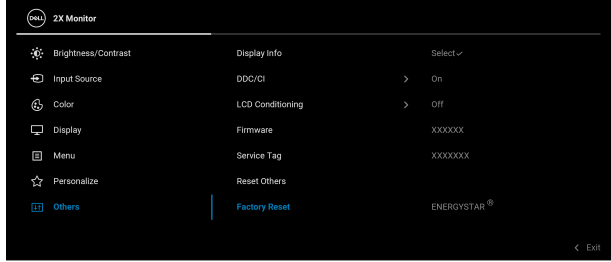 DELL 2X Monitor
Brightness/Contrast Display Info Select✓
Input Source DDC/CI > On
Color LCD Conditioning > Off
Display Firmware XXXXXX
Menu Service Tag XXXXXXX
Personalize Reset Others
Others Factory Reset ENERGYSTAR®
< Exit